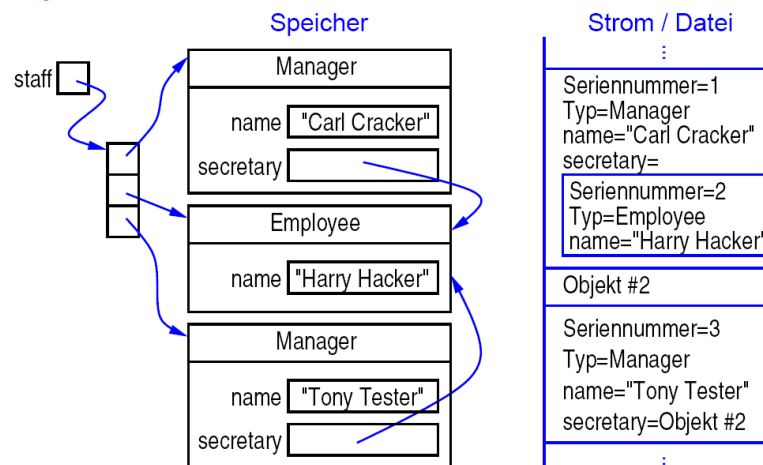 Speicher
staff
Manager
name "Carl Cracker"
secretary
Employee
name "Harry Hacker"
Manager
name "Tony Tester"
secretary
Strom / Datei
⋮
Seriennummer=1
Typ=Manager
name="Carl Cracker"
secretary=
Seriennummer=2
Typ=Employee
name="Harry Hacker"
Objekt #2
Seriennummer=3
Typ=Manager
name="Tony Tester"
secretary=Objekt #2
⋮